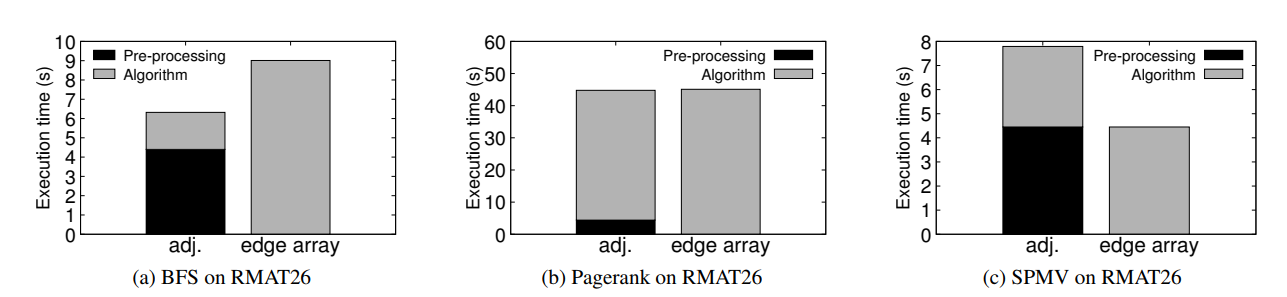 Execution time (s)
10
9
8
7
6
5
4
3
2
1
0
Pre-processing
Algorithm
adj.
edge array
(a) BFS on RMAT26
Execution time (s)
60
50
40
30
20
10
0
Pre-processing
Algorithm
adj.
edge array
(b) Pagerank on RMAT26
Execution time (s)
8
7
6
5
4
3
2
1
0
Pre-processing
Algorithm
adj.
edge array
(c) SPMV on RMAT26